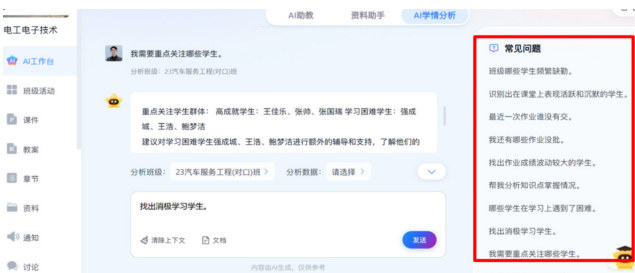 AI助教
资料助手
AI学情分析
电工电子技术
AI工作台
班级活动
课件
教案
章节
资料
通知
讨论
我需要重点关注哪些学生。
分析班级：23汽车服务工程(对口)班
重点关注学生群体： 高成就学生：王佳乐、张帅、张国瑞 学习困难学生：强成
城、王浩、鲍梦洁
建议对学习困难学生强成城、王浩、鲍梦洁进行额外的辅导和支持，了解他们的
分析班级： 23汽车服务工程(对口)班 分析数据： 请选择
找出消极学习学生。
清除上下文 文档 发送
内容由AI生成，仅供参考
常见问题
班级哪些学生频繁缺勤。
识别出在课堂上表现活跃和沉默的学生。
最近一次作业谁没有交。
我还有哪些作业没批。
找出作业成绩波动较大的学生。
帮我分析知识点掌握情况。
哪些学生在学习上遇到了困难。
找出消极学习学生。
我需要重点关注哪些学生。